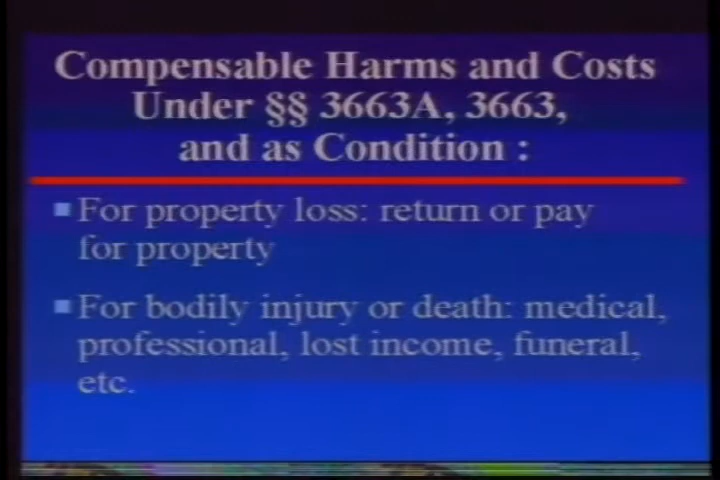 Compensable Harms and Costs
Under §§ 3663A, 3663,
and as Condition :
For property loss: return or pay
for property
For bodily injury or death: medical,
professional, lost income, funeral,
etc.